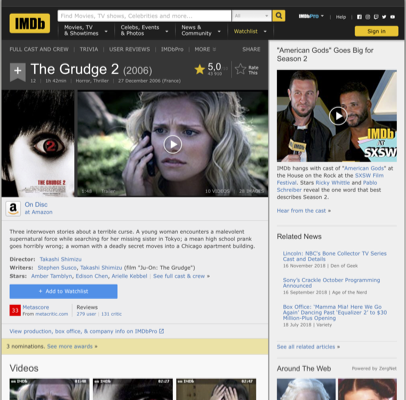 IMDb
Find Movies, TV shows, Celebrities and more...
All
Movies, TV
& Showtimes
Celebs, Events
& Photos
News &
Community
Watchlist
IMDbPro
Help
Sign in
FULL CAST AND CREW | TRIVIA | USER REVIEWS | IMDbPro | MORE
SHARE
The Grudge 2 (2006)
5,0
Rate
This
12 | 1h 42min | Horror, Thriller | 27 December 2006 (France)
THE GRUDGE 2
1:48
10 VIDEOS
On Disc
at Amazon
Three interwoven stories about a terrible curse. A young woman encounters a malevolent
supernatural force while searching for her missing sister in Tokyo; a mean high school prank
goes horribly wrong; a woman with a deadly secret moves into a Chicago apartment building.
Director: Takashi Shimizu
Writers: Stephen Susco, Takashi Shimizu (film "Ju-On: The Grudge")
Stars: Amber Tamblyn, Edison Chen, Arielle Kebbel | See full cast & crew »
+ Add to Watchlist
33
Metascore
From metacritic.com
Reviews
279 user | 131 critic
View production, box office, & company info on IMDbPro
3 nominations. See more awards »
Videos
"American Gods" Goes Big for
Season 2
IMDb
AT
SXSW
IMDb hangs with cast of "American Gods" at
the House on the Rock at the SXSW Film
Festival. Stars Ricky Whittle and Pablo
Schreiber reveal the one word that best
describes Season 2.
Hear from the cast »
Related News
Lincoln: NBC's Bone Collector TV Series
Cast and Details
16 November 2018 | Den of Geek
Sony's Crackle October Programming
Announced
16 September 2018 | Age of the Nerd
Box Office: 'Mamma Mia! Here We Go
Again' Dancing Past 'Equalizer 2' to $30
Million-Plus Opening
18 July 2018 | Variety
See all related articles »
Around The Web
Powered by ZergNet